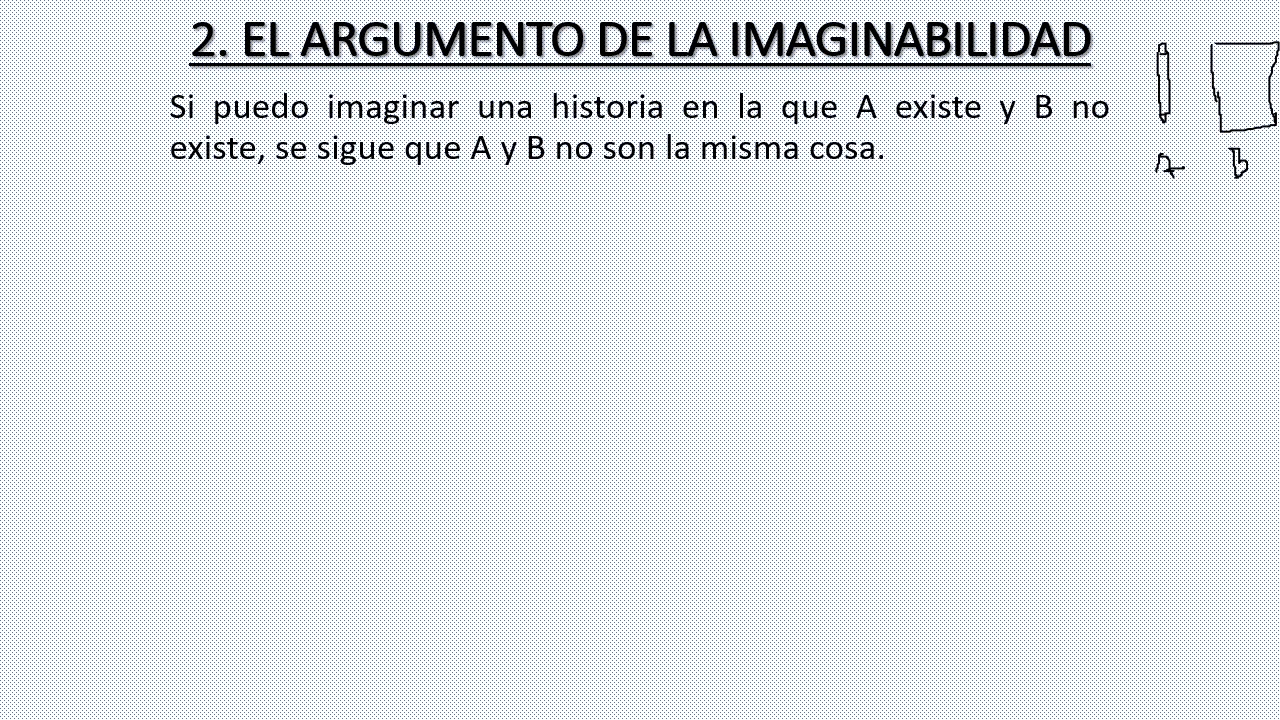 2. EL ARGUMENTO DE LA IMAGINABILIDAD
Si puedo imaginar una historia en la que A existe y B no
existe, se sigue que A y B no son la misma cosa.
A B